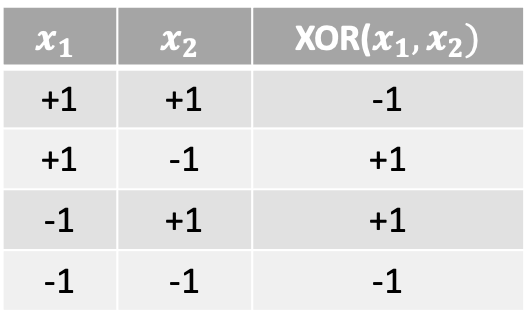 x₁ x₂ XOR(x₁, x₂)
+1 +1 -1
+1 -1 +1
-1 +1 +1
-1 -1 -1